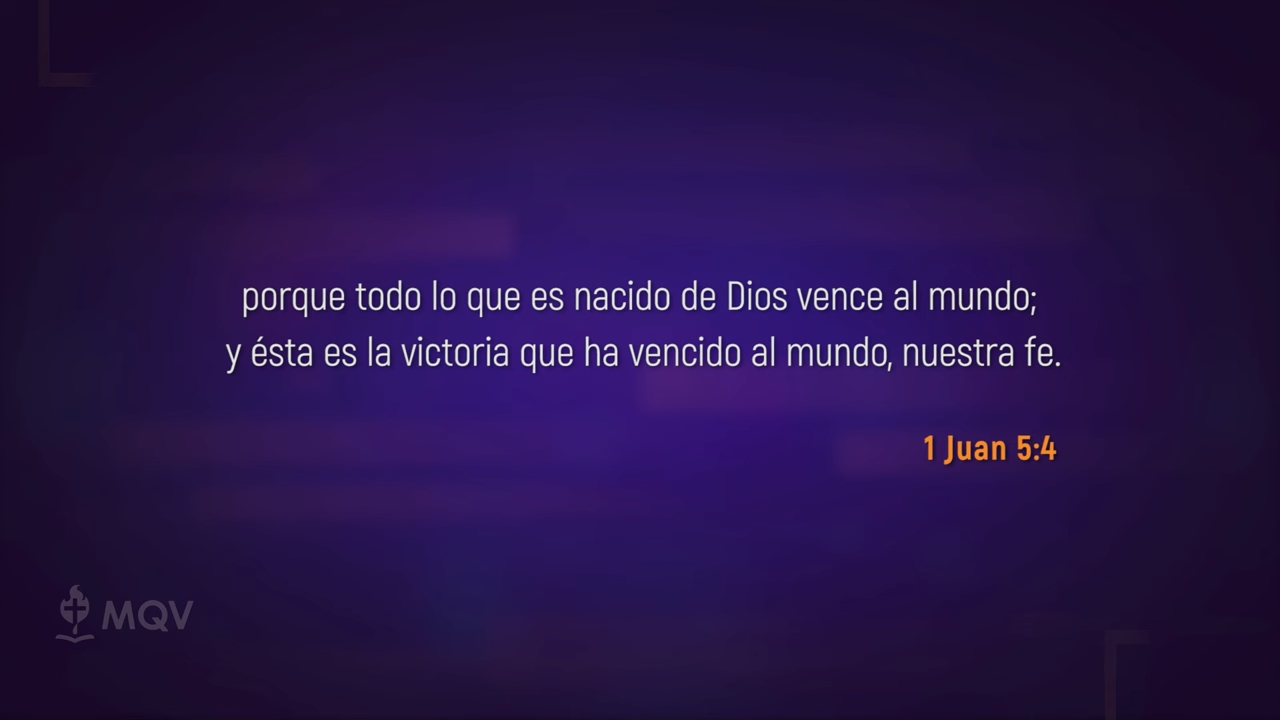 porque todo lo que es nacido de Dios vence al mundo;
y ésta es la victoria que ha vencido al mundo, nuestra fe.
1 Juan 5:4
MQV